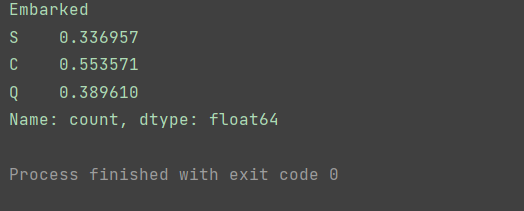 Embarked
S    0.336957
C    0.553571
Q    0.389610
Name: count, dtype: float64
Process finished with exit code 0